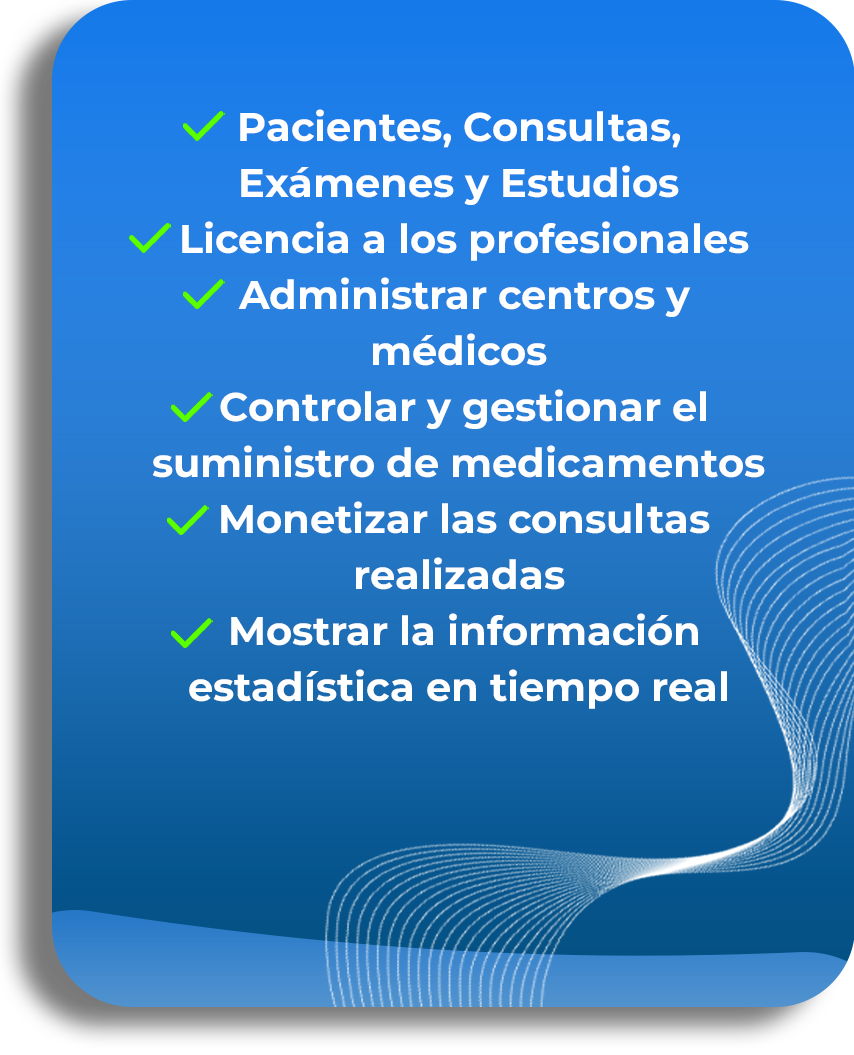 Pacientes, Consultas,
Exámenes y Estudios
Licencia a los profesionales
Administrar centros y
médicos
Controlar y gestionar el
suministro de medicamentos
Monetizar las consultas
realizadas
Mostrar la información
estadística en tiempo real